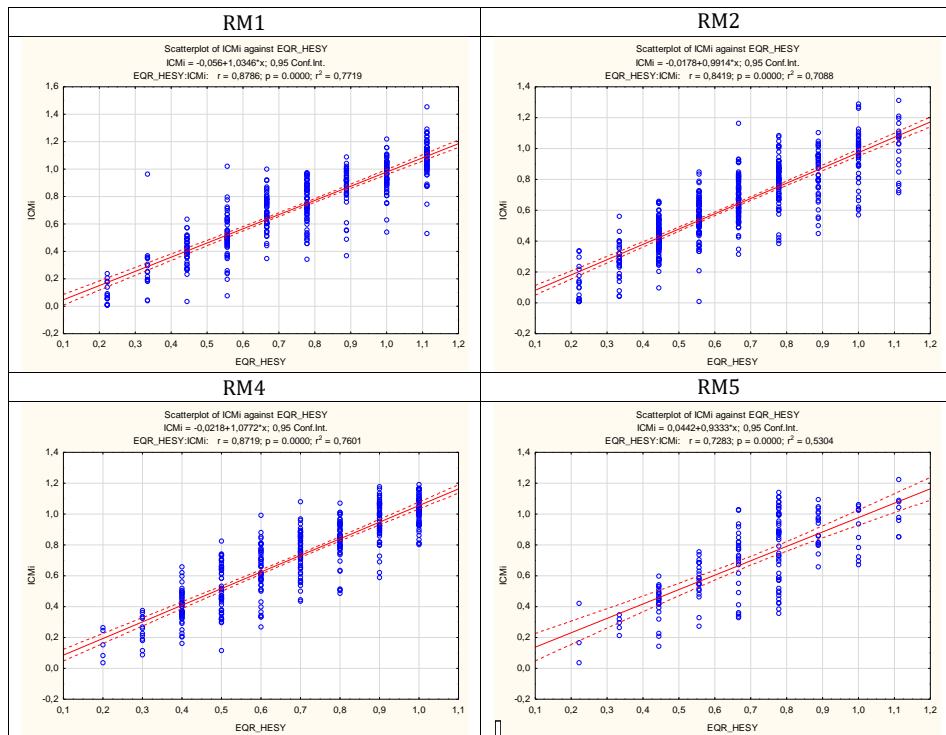 RM1
RM2
Scatterplot of ICMi against EQR_HESY
ICMi = -0,056+1,0346*x; 0,95 Conf.Int.
EQR_HESY:ICMi: r = 0,8786; p = 0.0000; r² = 0,7719
1,6
1,4
1,2
1,0
0,8
0,6
0,4
0,2
0,0
-0,2
ICMi
0,1 0,2 0,3 0,4 0,5 0,6 0,7 0,8 0,9 1,0 1,1 1,2
EQR_HESY
Scatterplot of ICMi against EQR_HESY
ICMi = -0,0178+0,9914*x; 0,95 Conf.Int.
EQR_HESY:ICMi: r = 0,8419; p = 0.0000; r² = 0,7088
1,4
1,2
1,0
0,8
0,6
0,4
0,2
0,0
-0,2
ICMi
0,1 0,2 0,3 0,4 0,5 0,6 0,7 0,8 0,9 1,0 1,1 1,2
EQR_HESY
RM4
RM5
Scatterplot of ICMi against EQR_HESY
ICMi = -0,0218+1,0772*x; 0,95 Conf.Int.
EQR_HESY:ICMi: r = 0,8719; p = 0.0000; r² = 0,7601
1,4
1,2
1,0
0,8
0,6
0,4
0,2
0,0
-0,2
ICMi
0,1 0,2 0,3 0,4 0,5 0,6 0,7 0,8 0,9 1,0 1,1
EQR_HESY
Scatterplot of ICMi against EQR_HESY
ICMi = 0,0442+0,9333*x; 0,95 Conf.Int.
EQR_HESY:ICMi: r = 0,7283; p = 0.0000; r² = 0,5304
1,4
1,2
1,0
0,8
0,6
0,4
0,2
0,0
-0,2
ICMi
0,1 0,2 0,3 0,4 0,5 0,6 0,7 0,8 0,9 1,0 1,1 1,2
EQR_HESY